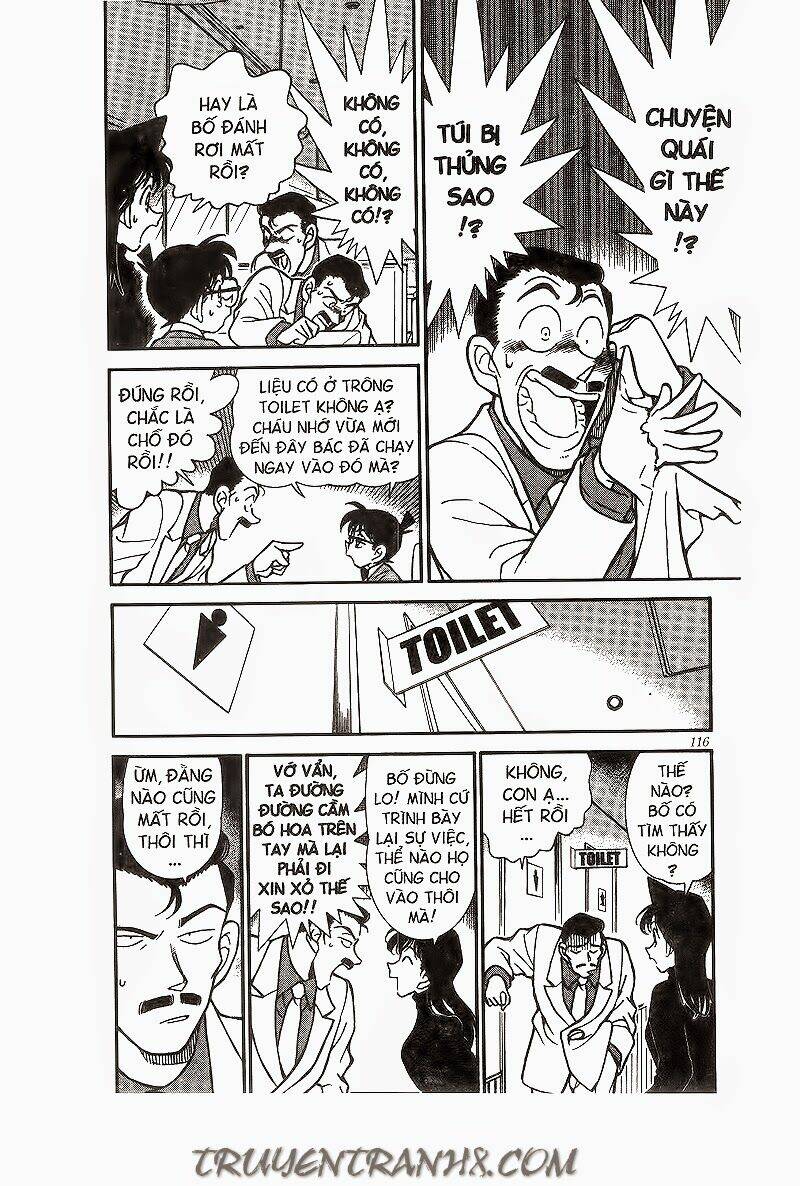 CHUYỆN
QUÁI
GÌ THẾ
NÀY
!?
TÚI BỊ
THỦNG
SAO
!?
KHÔNG
CÓ,
KHÔNG
CÓ,
KHÔNG
CÓ!?
HAY LÀ
BỐ ĐÁNH
RƠI MẤT
RỒI?
LIỆU CÓ Ở TRÔNG
TOILET KHÔNG Ạ?
CHÁU NHỚ VỪA MỚI
ĐẾN ĐÂY BÁC ĐÃ CHẠY
NGAY VÀO ĐÓ MÀ?
ĐÚNG RỒI,
CHẮC LÀ
CHỖ ĐÓ
RỒI!!
TOILET
116
THẾ
NÀO?
BỐ CÓ
TÌM THẤY
KHÔNG
?
KHÔNG,
CON Ạ...
HẾT RỒI
...
TOILET
BỐ ĐỪNG
LO! MÌNH CỨ
TRÌNH BÀY
LẠI SỰ VIỆC,
THỂ NÀO HỌ
CŨNG CHO
VÀO THÔI
MÀ!
VỚ VẨN,
TA ĐƯỜNG
ĐƯỜNG CẦM
BÓ HOA TRÊN
TAY MÀ LẠI
PHẢI ĐI
XIN XỎ THẾ
SAO!!
ỪM, ĐẰNG
NÀO CŨNG
MẤT RỒI,
THÔI THÌ
...
TRUYENTRANH8.COM